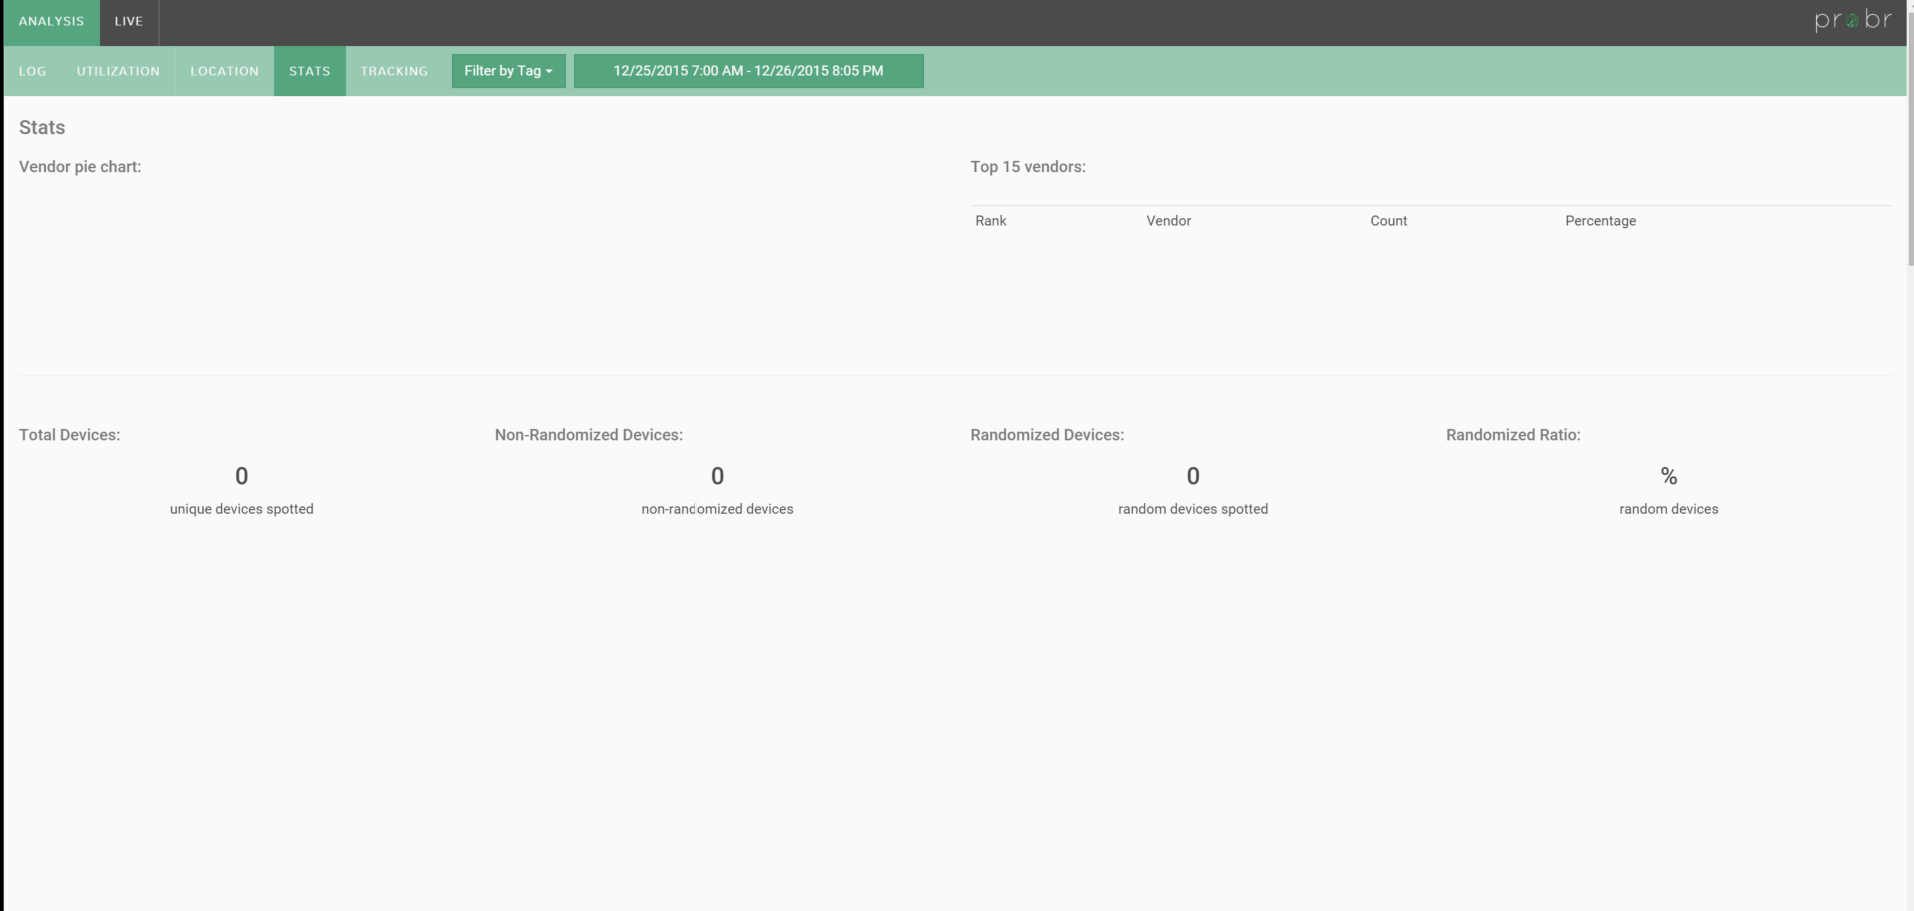 ANALYSIS LIVE
probr
LOG UTILIZATION LOCATION STATS TRACKING Filter by Tag 12/25/2015 7:00 AM - 12/26/2015 8:05 PM
Stats
Vendor pie chart:
Top 15 vendors:
Rank Vendor Count Percentage
Total Devices: Non-Randomized Devices: Randomized Devices: Randomized Ratio:
0 0 0 %
unique devices spotted non-randomized devices random devices spotted random devices